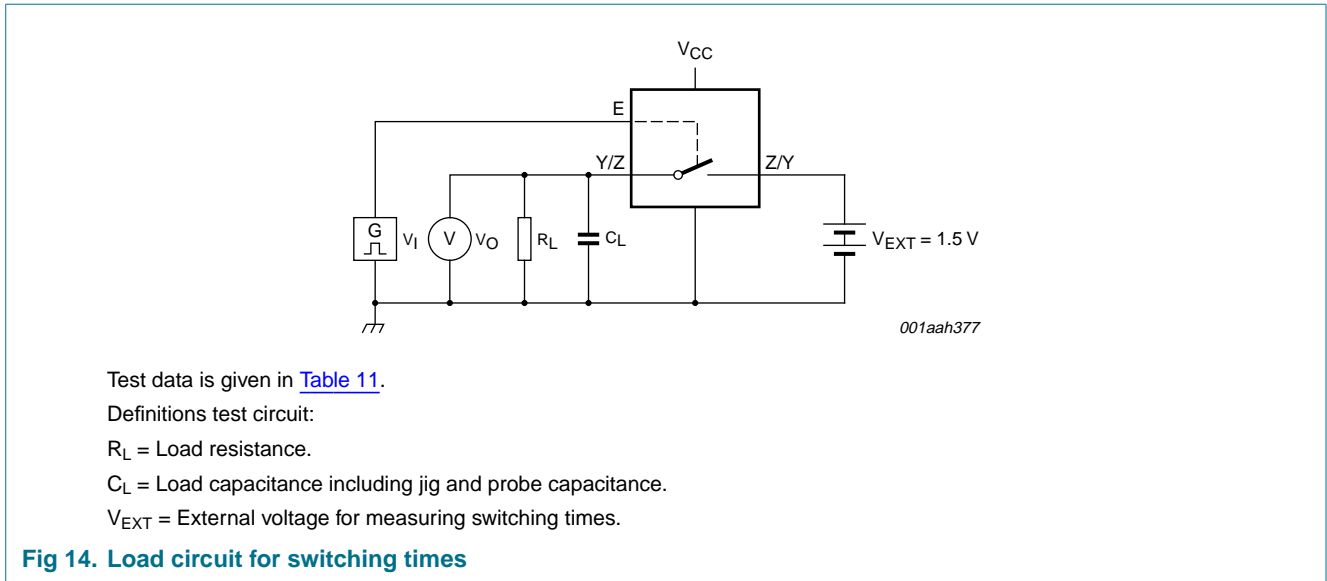 VCC
E
Y/Z
Z/Y
G
VI
V
VO
RL
CL
VEXT = 1.5 V
001aah377
Test data is given in Table 11.
Definitions test circuit:
RL = Load resistance.
CL = Load capacitance including jig and probe capacitance.
VEXT = External voltage for measuring switching times.
Fig 14. Load circuit for switching times